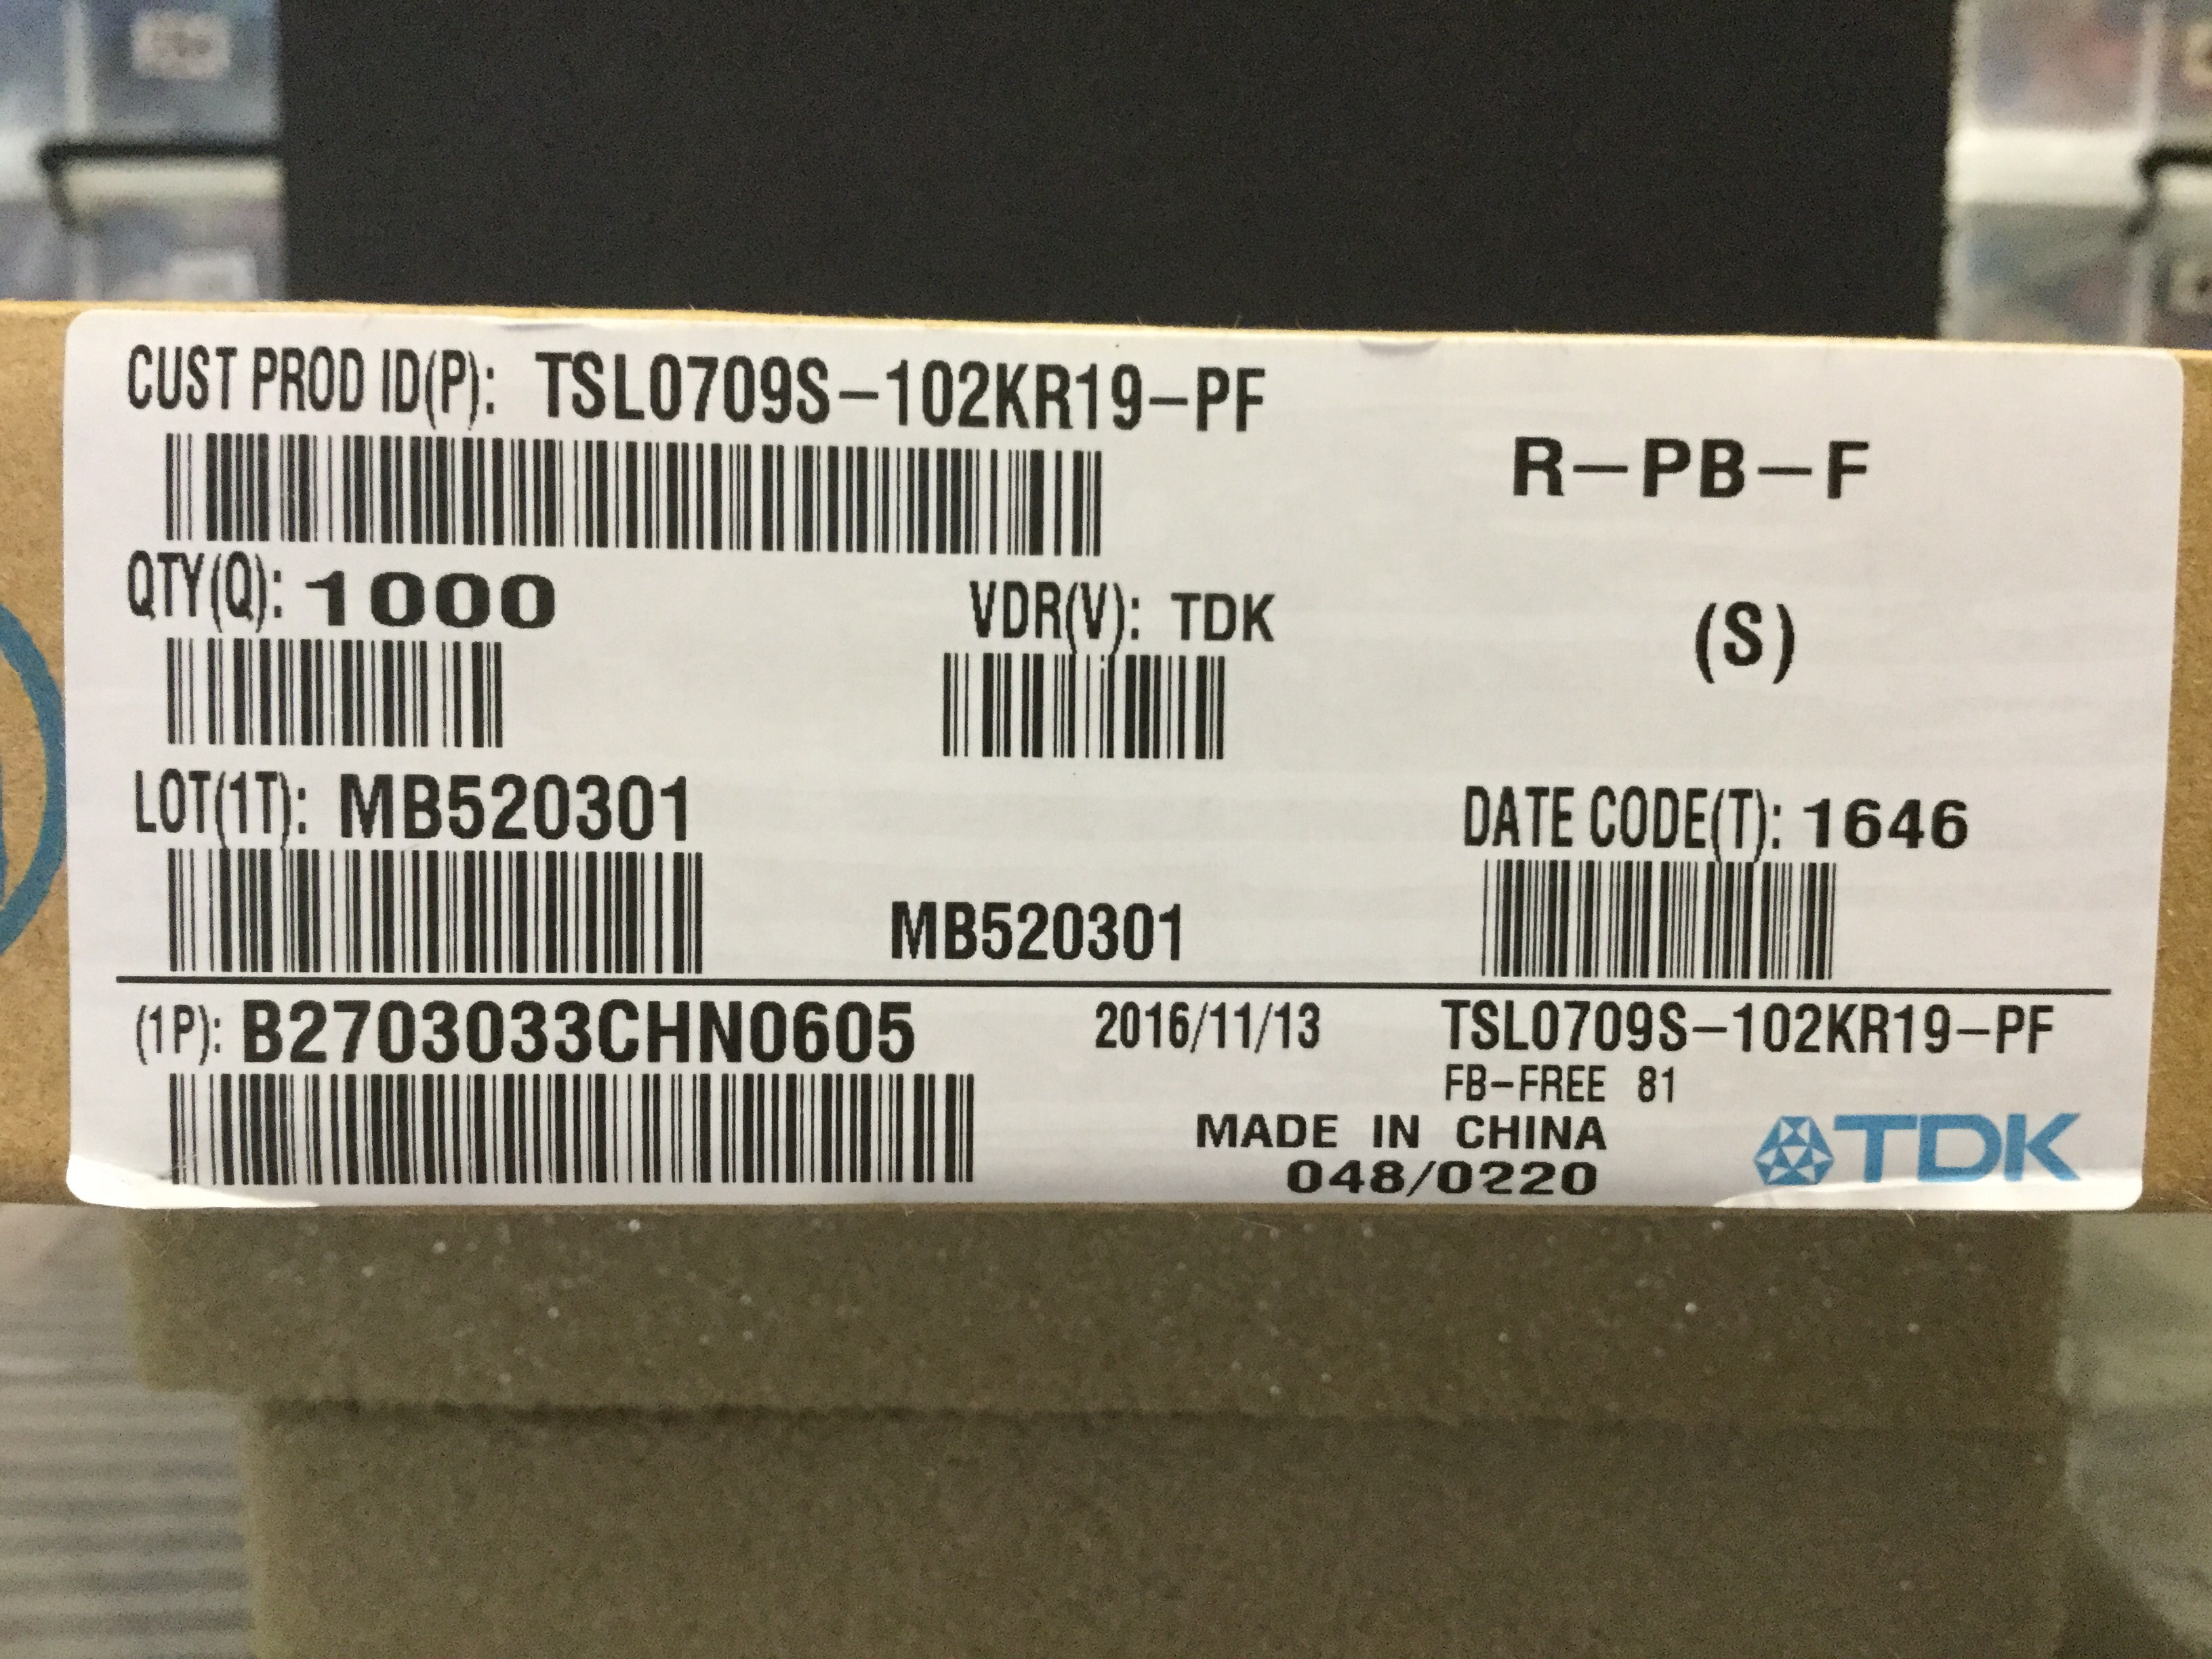 CUST PROD ID(P): TSL0709S-102KR19-PF
R-PB-F
QTY(Q): 1000
VDR(V): TDK
(S)
LOT(1T): MB520301
DATE CODE(T): 1646
MB520301
(1P): B2703033CHN0605
2016/11/13
TSL0709S-102KR19-PF
FB-FREE 81
MADE IN CHINA
048/0220
TDK